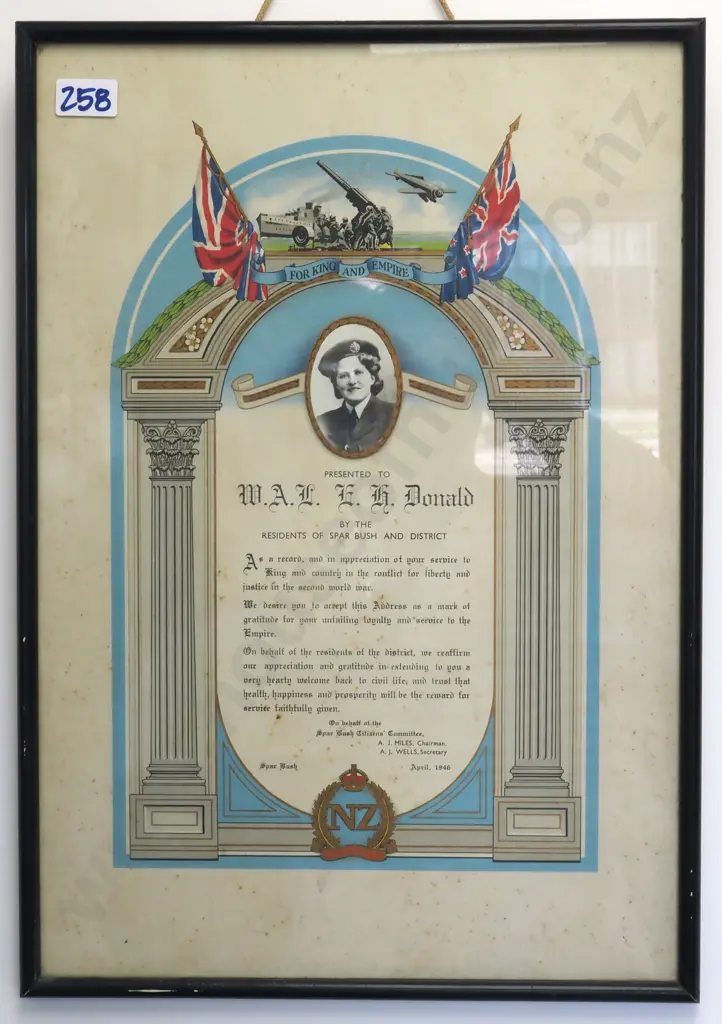 258
FOR KING AND EMPIRE
PRESENTED TO
W.A.L. E. H. Donald
BY THE
RESIDENTS OF SPAR BUSH AND DISTRICT
As a record, and in appreciation of your service to
King and country in the conflict for liberty and
justice in the second world war.
We desire you to accept this Address as a mark of
gratitude for your unfailing loyalty and service to the
Empire.
On behalf of the residents of the district, we reaffirm
our appreciation and gratitude in extending to you a
very hearty welcome back to civil life; and trust that
health, happiness and prosperity will be the reward for
service faithfully given.
On behalf of the
Spar Bush Citizens' Committee,
A. J. MILES, Chairman.
A. J. WELLS, Secretary
Spar Bush April, 1946
NZ